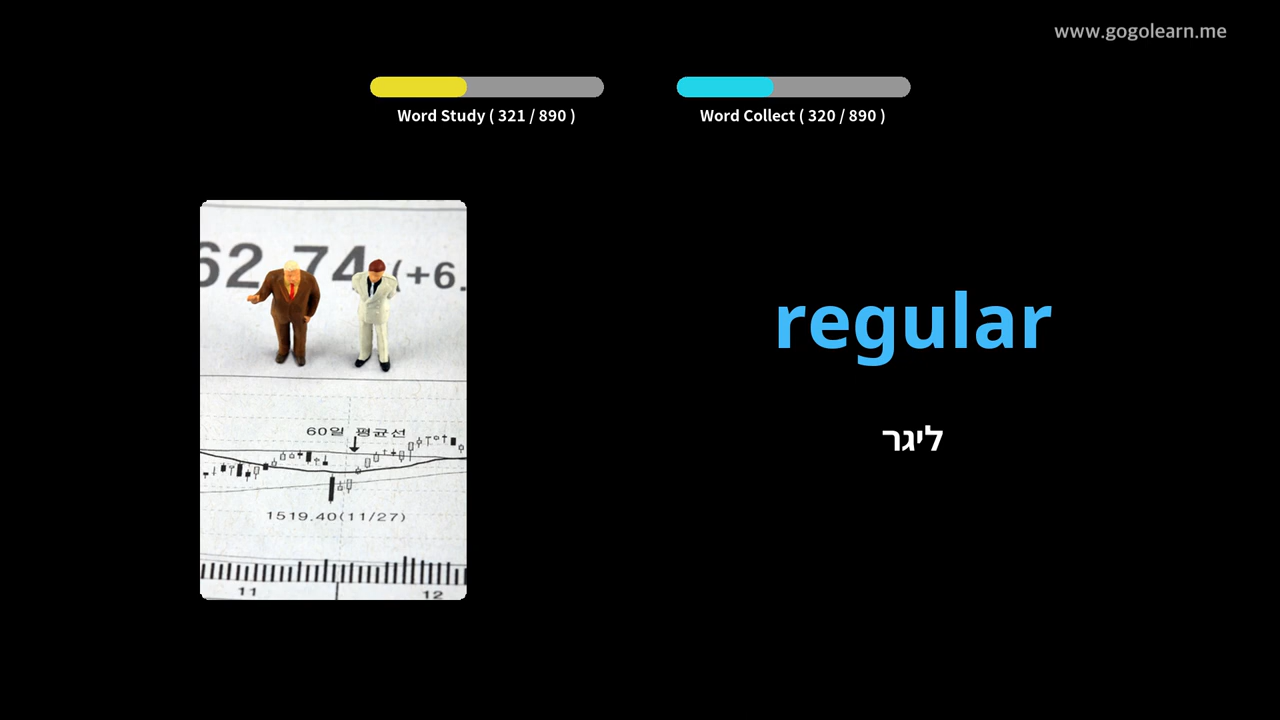 www.gogolearn.me
Word Study ( 321 / 890 )
Word Collect ( 320 / 890 )
62.74 (+6.
60일 평균선
1519.40(11/27)
11
12
regular
ליגר